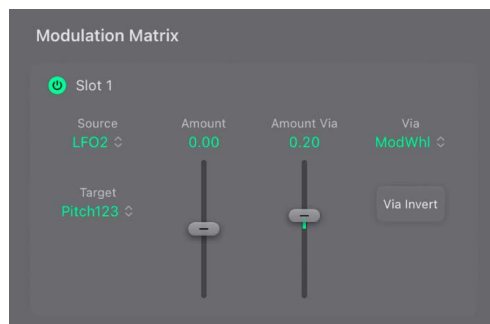 Modulation Matrix
Slot 1
Source Amount Amount Via Via
LFO2 0.00 0.20 ModWhl
Target
Pitch123
Via Invert